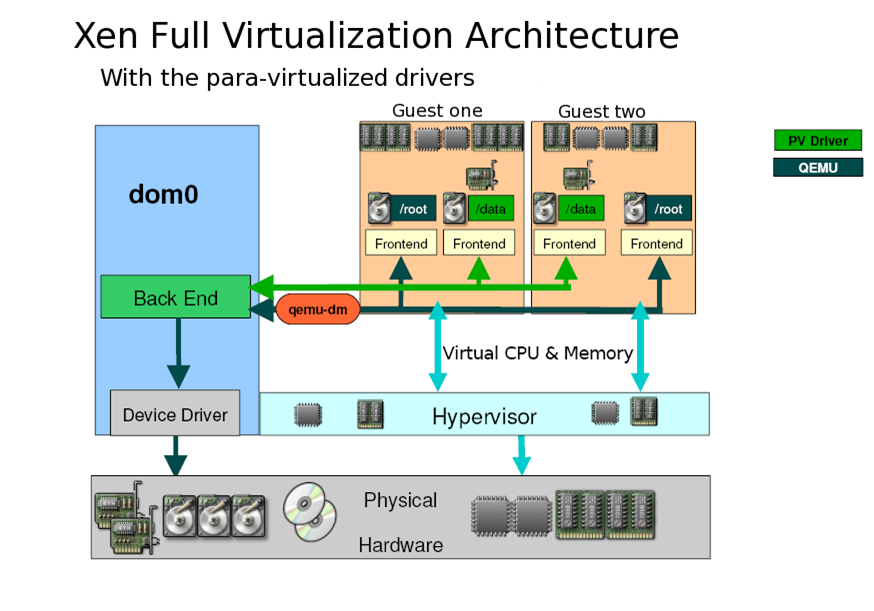 Xen Full Virtualization Architecture
With the para-virtualized drivers
Guest one
Guest two
PV Driver
QEMU
dom0
/root
/data
/data
/root
Frontend
Frontend
Frontend
Frontend
Back End
qemu-dm
Virtual CPU & Memory
Device Driver
Hypervisor
Physical
Hardware